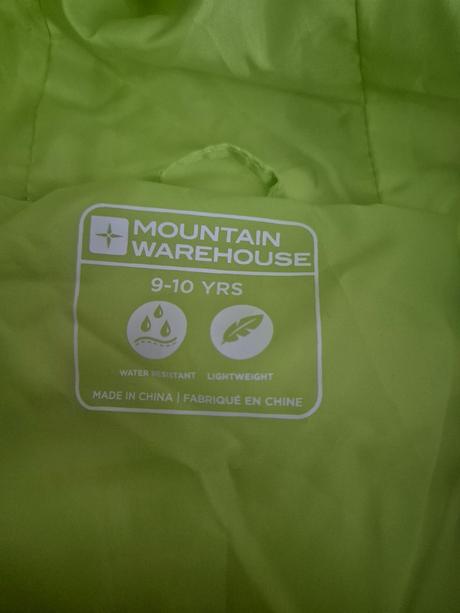 MOUNTAIN
WAREHOUSE
9-10 YRS
WATER RESISTANT LIGHTWEIGHT
MADE IN CHINA | FABRIQUÉ EN CHINE